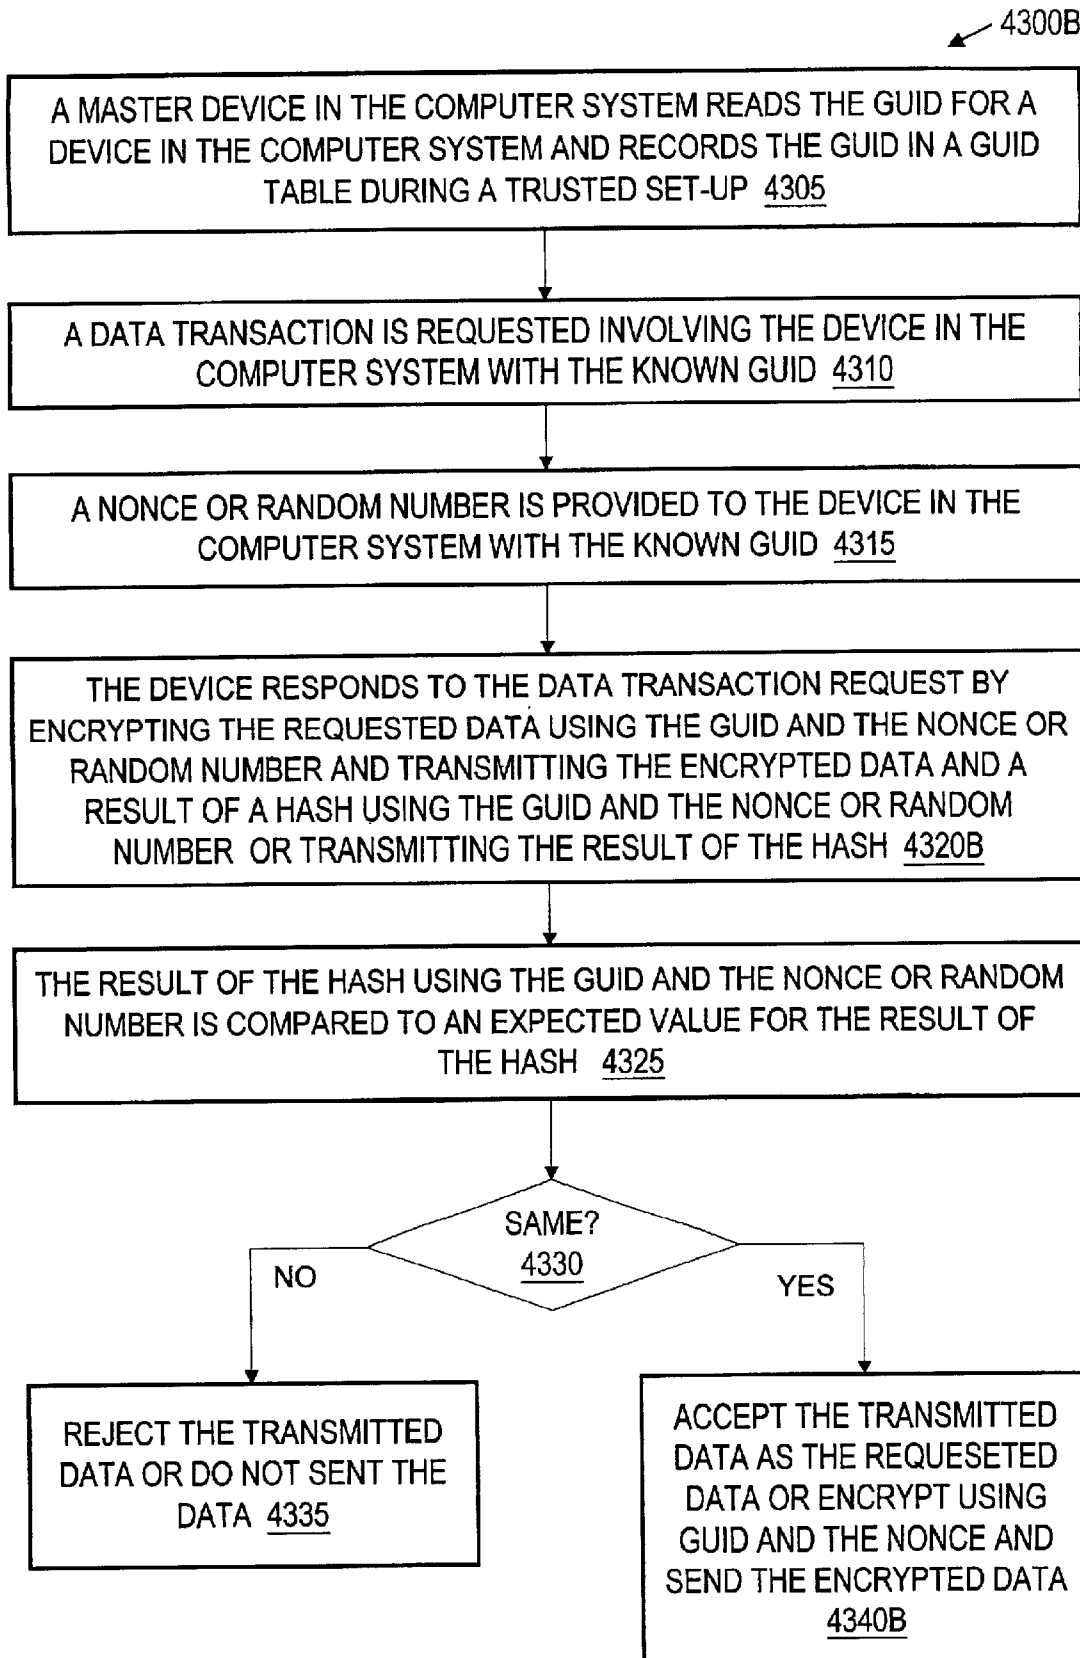 4300B
A MASTER DEVICE IN THE COMPUTER SYSTEM READS THE GUID FOR A
DEVICE IN THE COMPUTER SYSTEM AND RECORDS THE GUID IN A GUID
TABLE DURING A TRUSTED SET-UP 4305
A DATA TRANSACTION IS REQUESTED INVOLVING THE DEVICE IN THE
COMPUTER SYSTEM WITH THE KNOWN GUID 4310
A NONCE OR RANDOM NUMBER IS PROVIDED TO THE DEVICE IN THE
COMPUTER SYSTEM WITH THE KNOWN GUID 4315
THE DEVICE RESPONDS TO THE DATA TRANSACTION REQUEST BY
ENCRYPTING THE REQUESTED DATA USING THE GUID AND THE NONCE OR
RANDOM NUMBER AND TRANSMITTING THE ENCRYPTED DATA AND A
RESULT OF A HASH USING THE GUID AND THE NONCE OR RANDOM
NUMBER OR TRANSMITTING THE RESULT OF THE HASH 4320B
THE RESULT OF THE HASH USING THE GUID AND THE NONCE OR RANDOM
NUMBER IS COMPARED TO AN EXPECTED VALUE FOR THE RESULT OF
THE HASH 4325
SAME?
4330
NO
YES
REJECT THE TRANSMITTED
DATA OR DO NOT SENT THE
DATA 4335
ACCEPT THE TRANSMITTED
DATA AS THE REQUESETED
DATA OR ENCRYPT USING
GUID AND THE NONCE AND
SEND THE ENCRYPTED DATA
4340B